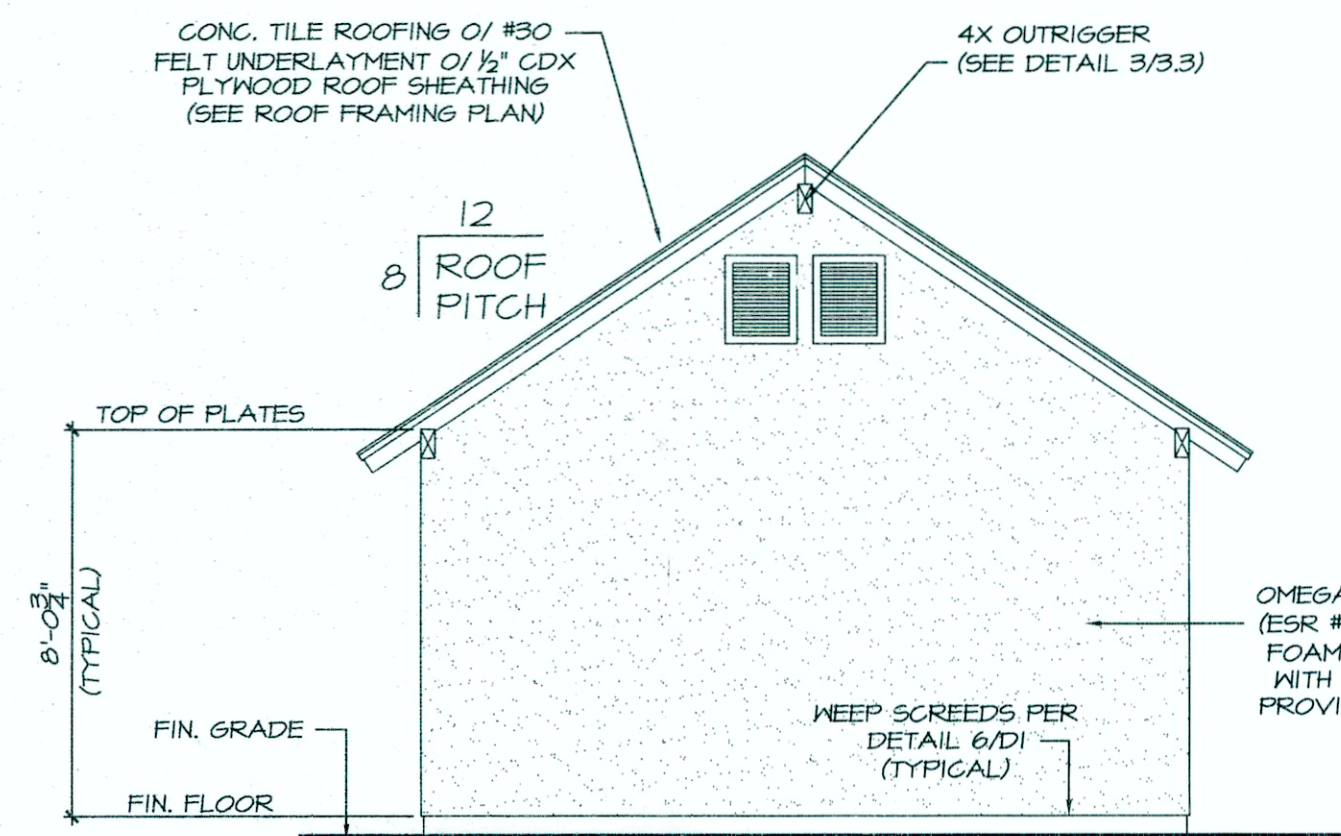 CONC. TILE ROOFING O/ #30
FELT UNDERLAYMENT O/ ½" CDX
PLYWOOD ROOF SHEATHING
(SEE ROOF FRAMING PLAN)
4X OUTRIGGER
(SEE DETAIL 3/3.3)
12
8
ROOF
PITCH
TOP OF PLATES
8'-0¾"
(TYPICAL)
OMEGA
(ESR #
FOAM
WITH
PROVI
WEEP SCREEDS PER
DETAIL 6/D1
(TYPICAL)
FIN. GRADE
FIN. FLOOR